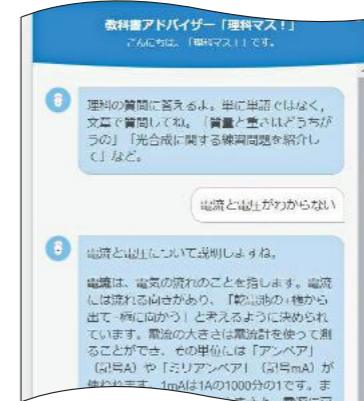 教科書アドバイザー「理科マス！」
こんにちは、「理科マス！」です。
理科の質問に答えるよ。単に単語ではなく，
文章で質問してね。「質量と重さはどうちが
うの」「光合成に関する練習問題を紹介し
て」など。
電流と電圧がわからない
電流と電圧について説明しますね。
電流は、電気の流れのことを指します。電流
には流れる向きがあり、「乾電池の+極から
出て-極に向かう」と考えるように決められ
ています。電流の大きさは電流計を使って測
ることができ、その単位には「アンペア」
（記号A）や「ミリアンペア」（記号mA）が
使われます。1mAは1Aの1000分の1です。ま